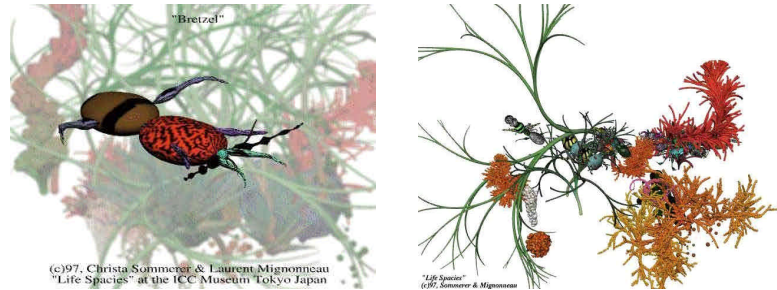 "Bretzel"
(c)97, Christa Sommerer & Laurent Mignonneau
"Life Spacies" at the ICC Museum Tokyo Japan
"Life Spacies"
(c)97, Sommerer & Mignonneau